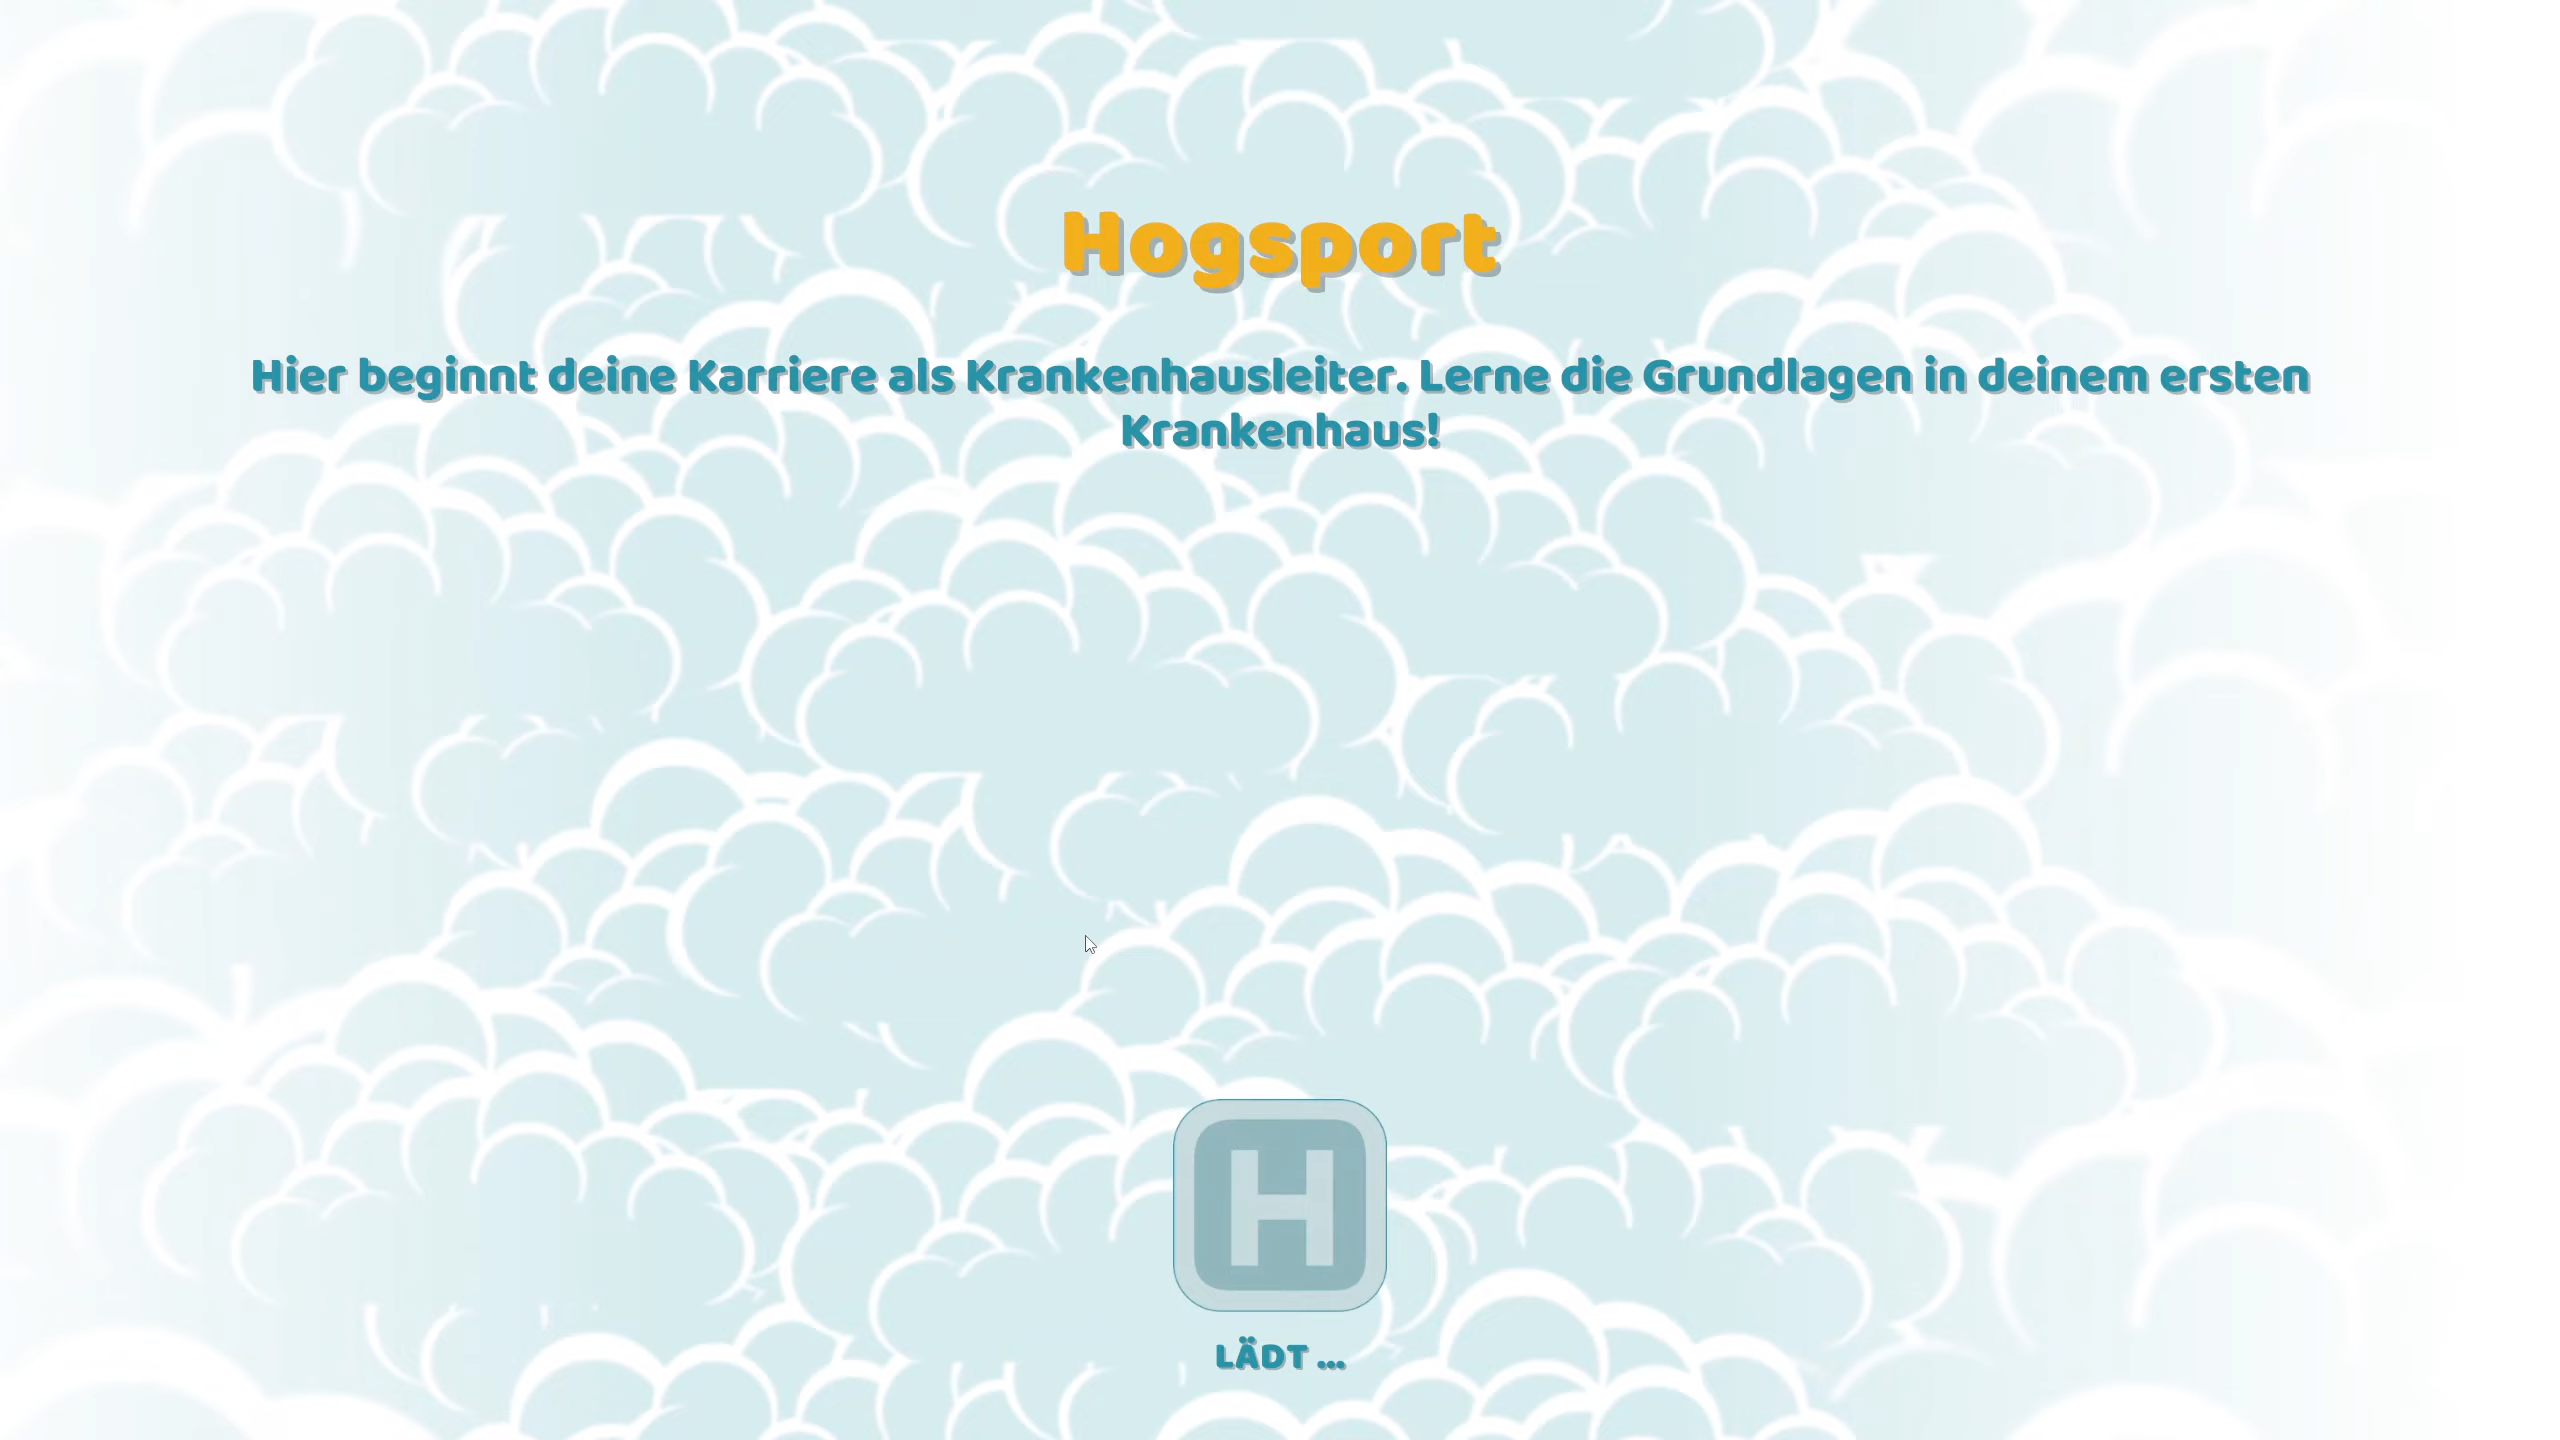 Hogsport
Hier beginnt deine Karriere als Krankenhausleiter. Lerne die Grundlagen in deinem ersten
Krankenhaus!
H
LÄDT ...